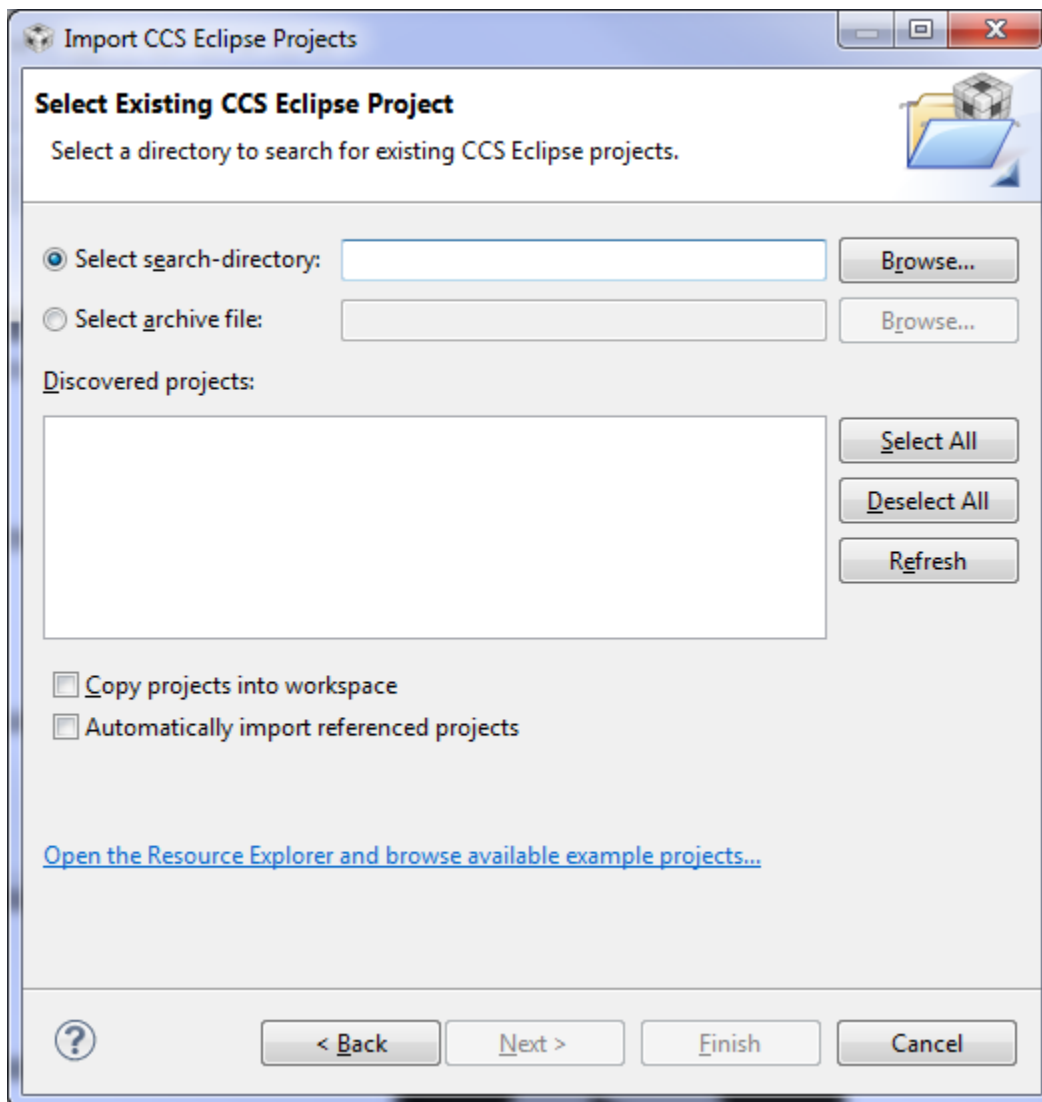 Import CCS Eclipse Projects
Select Existing CCS Eclipse Project
Select a directory to search for existing CCS Eclipse projects.
Select search-directory: Browse...
Select archive file: Browse...
Discovered projects:
Select All
Deselect All
Refresh
Copy projects into workspace
Automatically import referenced projects
Open the Resource Explorer and browse available example projects...
? < Back Next > Finish Cancel